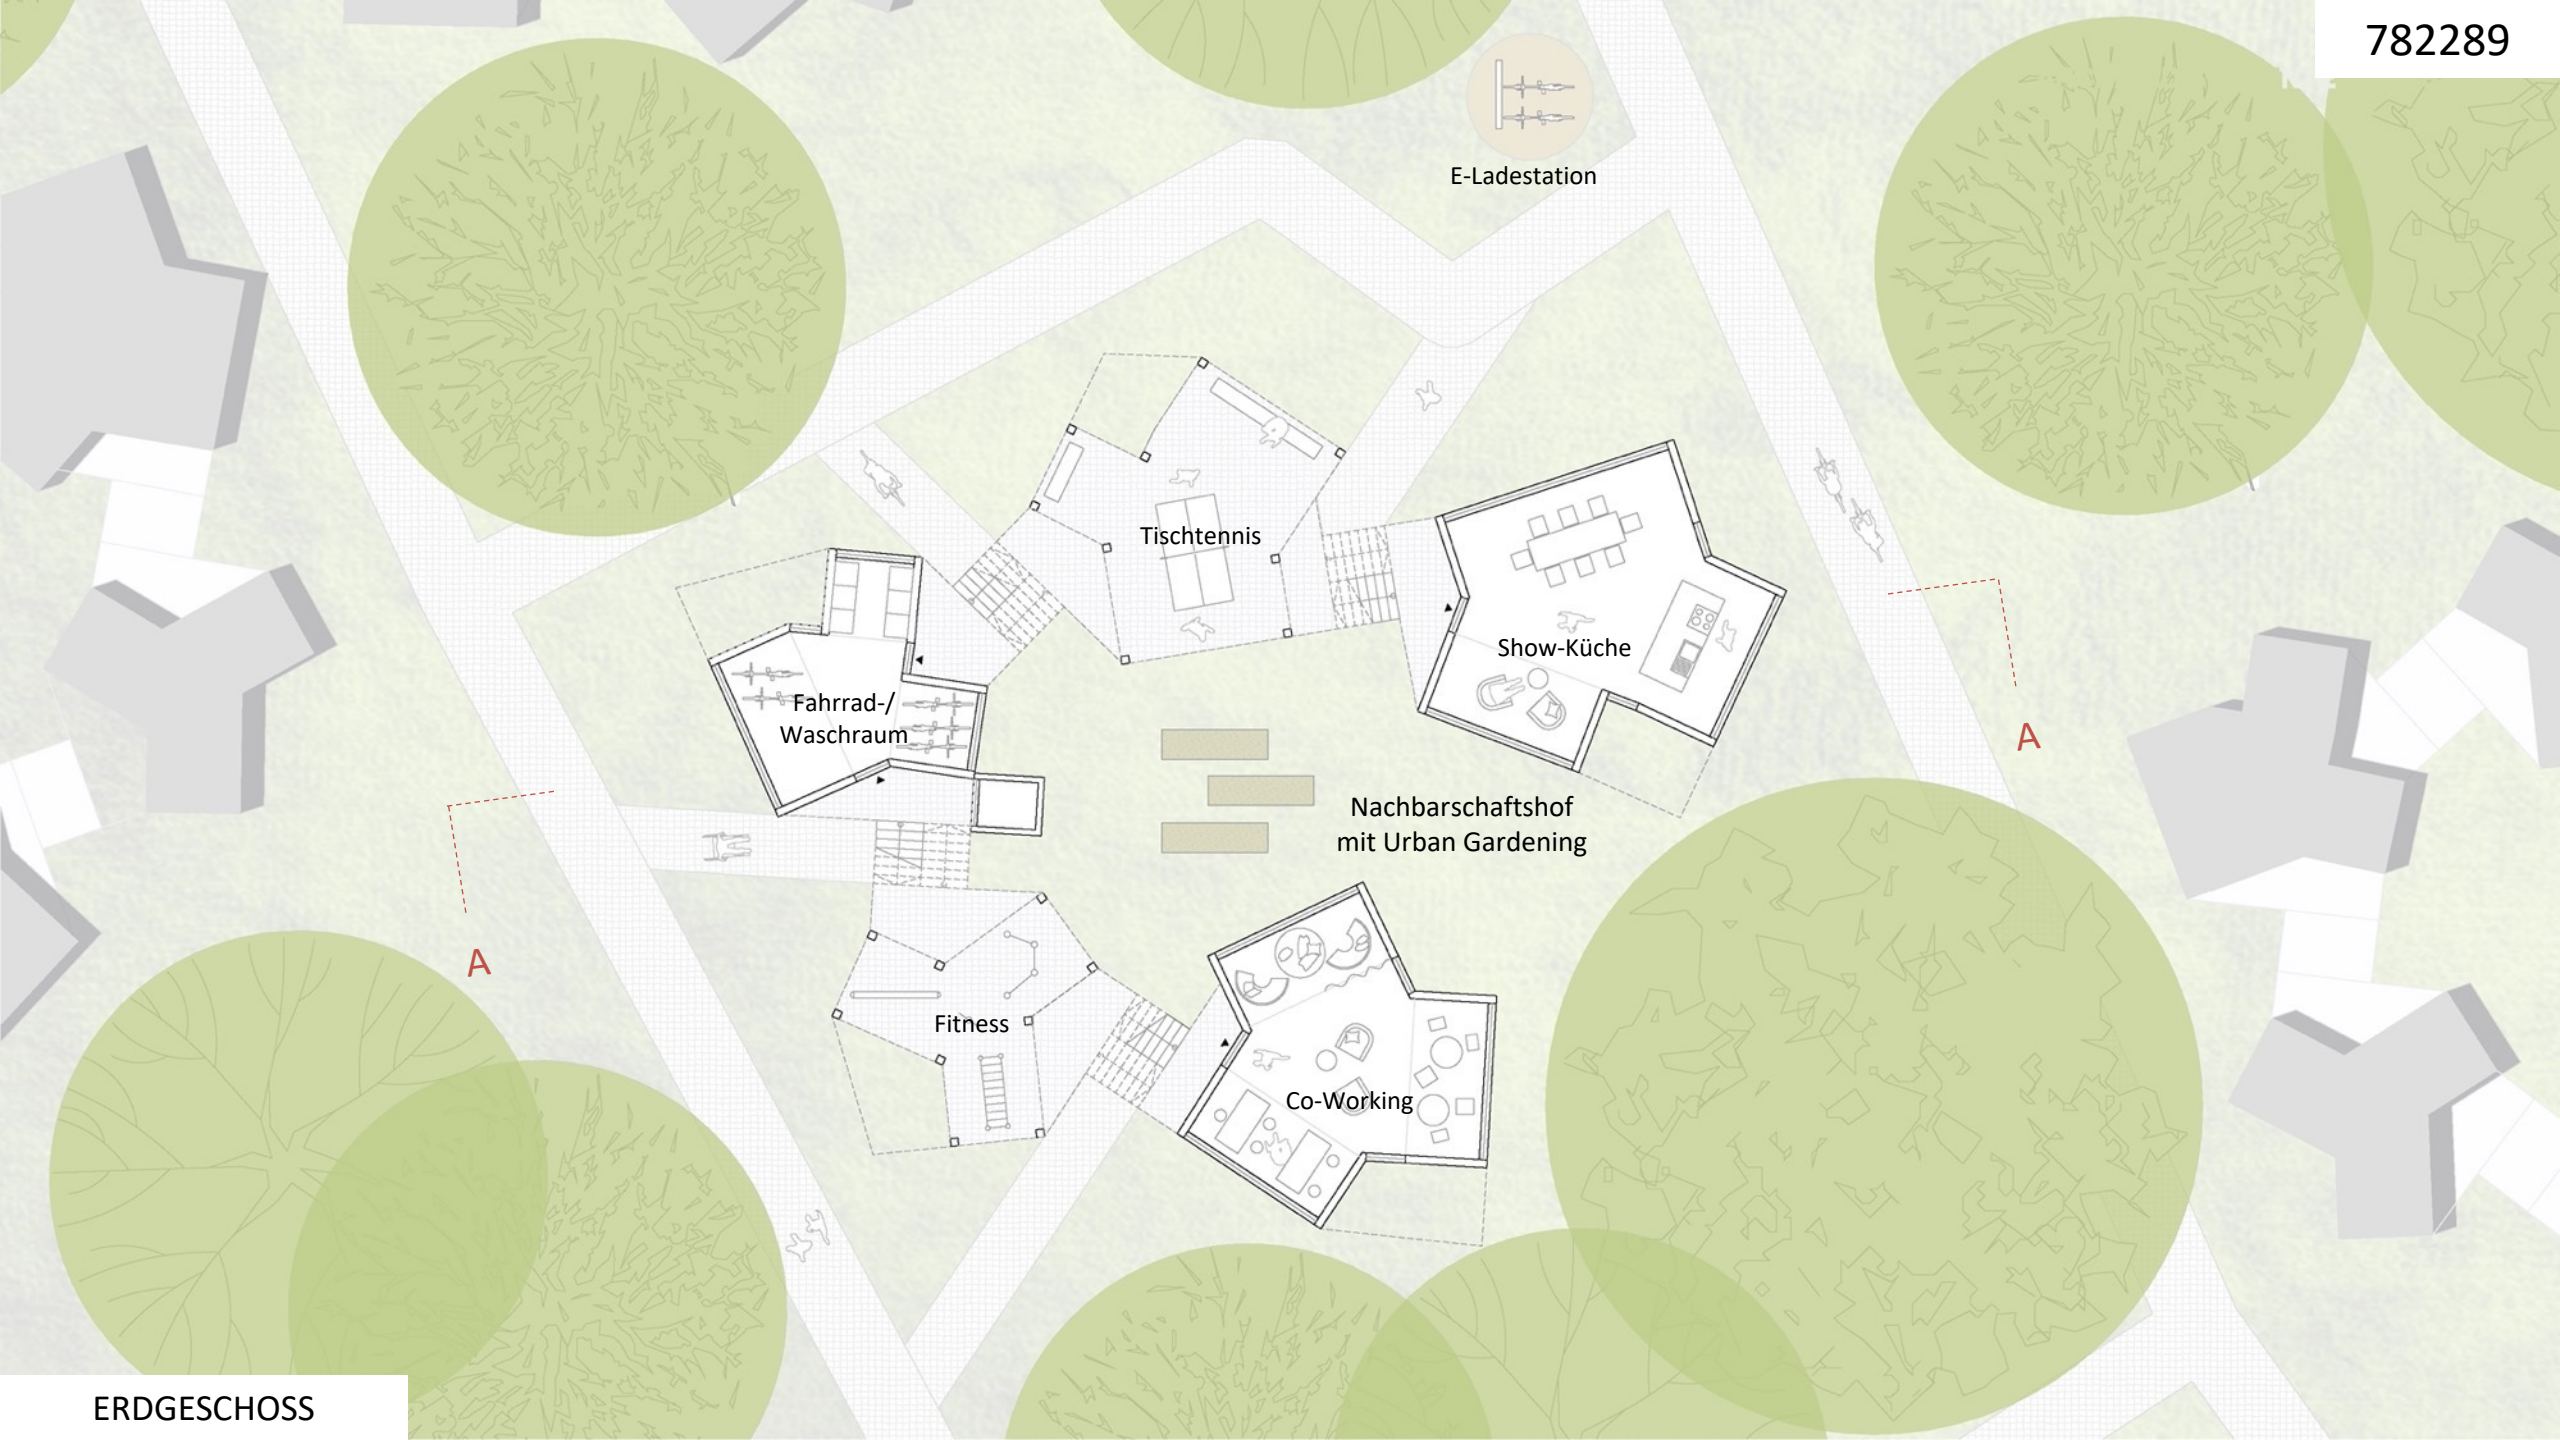 782289
E-Ladestation
Tischtennis
Show-Küche
Fahrrad-/
Waschraum
A
Nachbarschaftshof
mit Urban Gardening
A
Fitness
Co-Working
ERDGESCHOSS